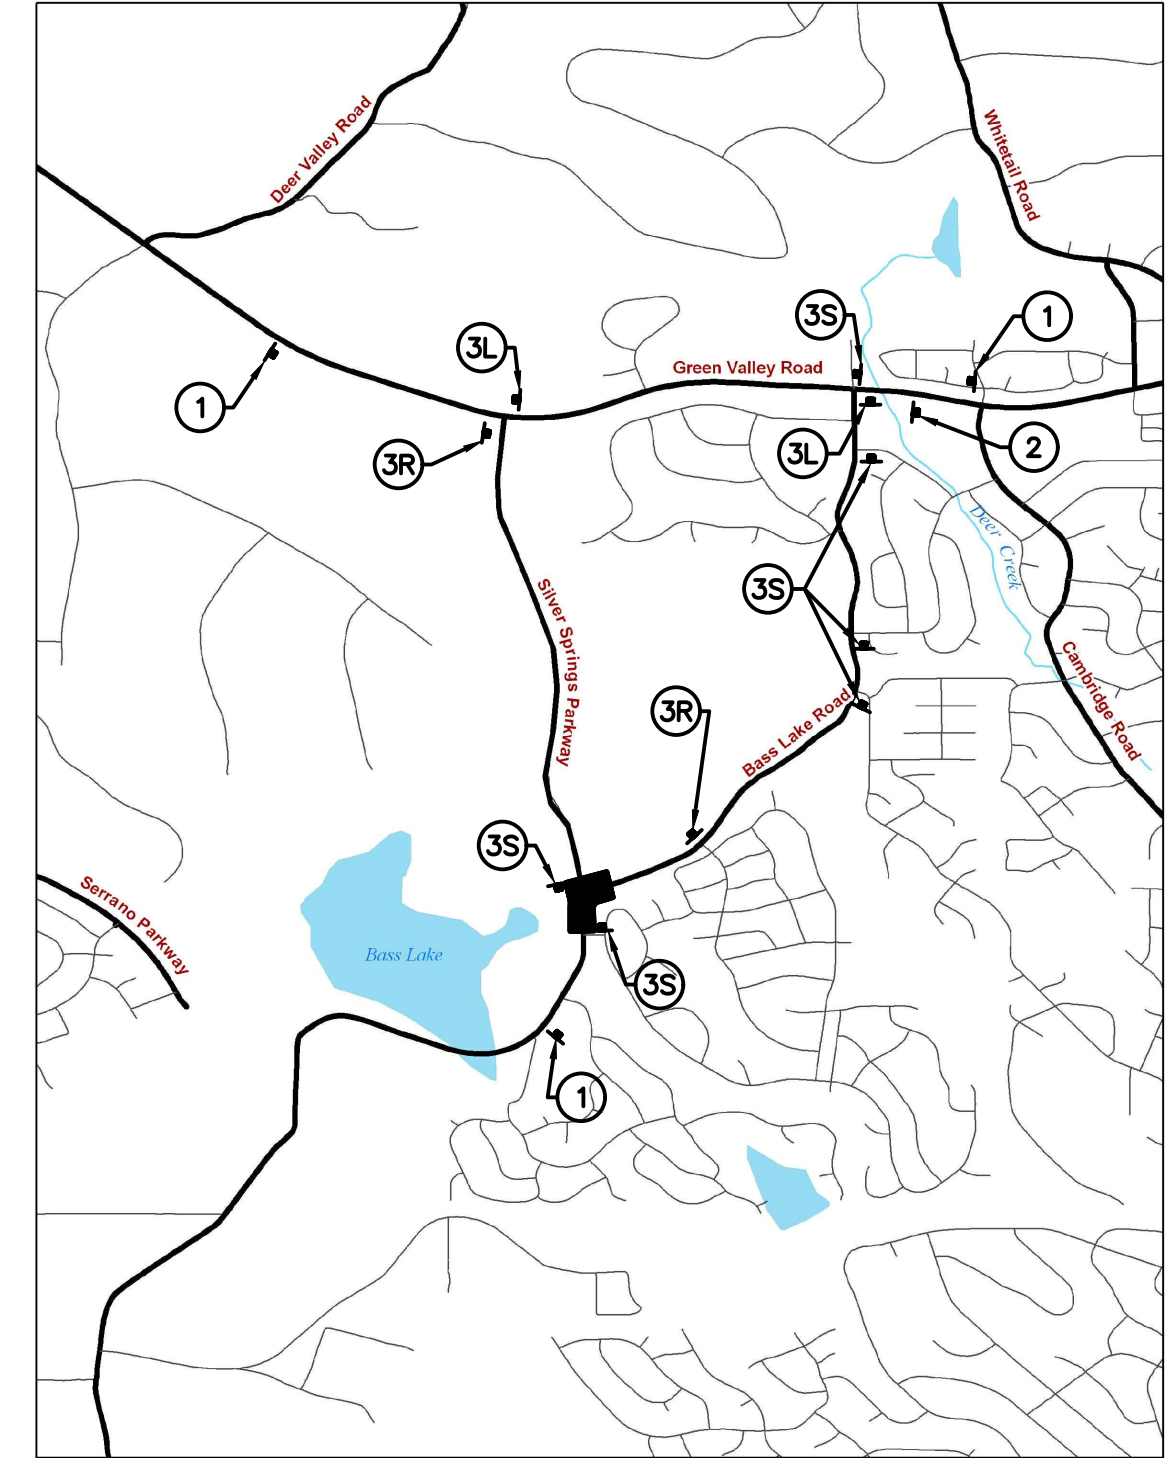 Deer Valley Road
Whitetail Road
3S
1
3L
Green Valley Road
1
3R
3L
2
Deer Creek
3S
Silver Springs Parkway
Cambridge Road
3R
Bass Lake Road
3S
Serrano Parkway
Bass Lake
3S
1